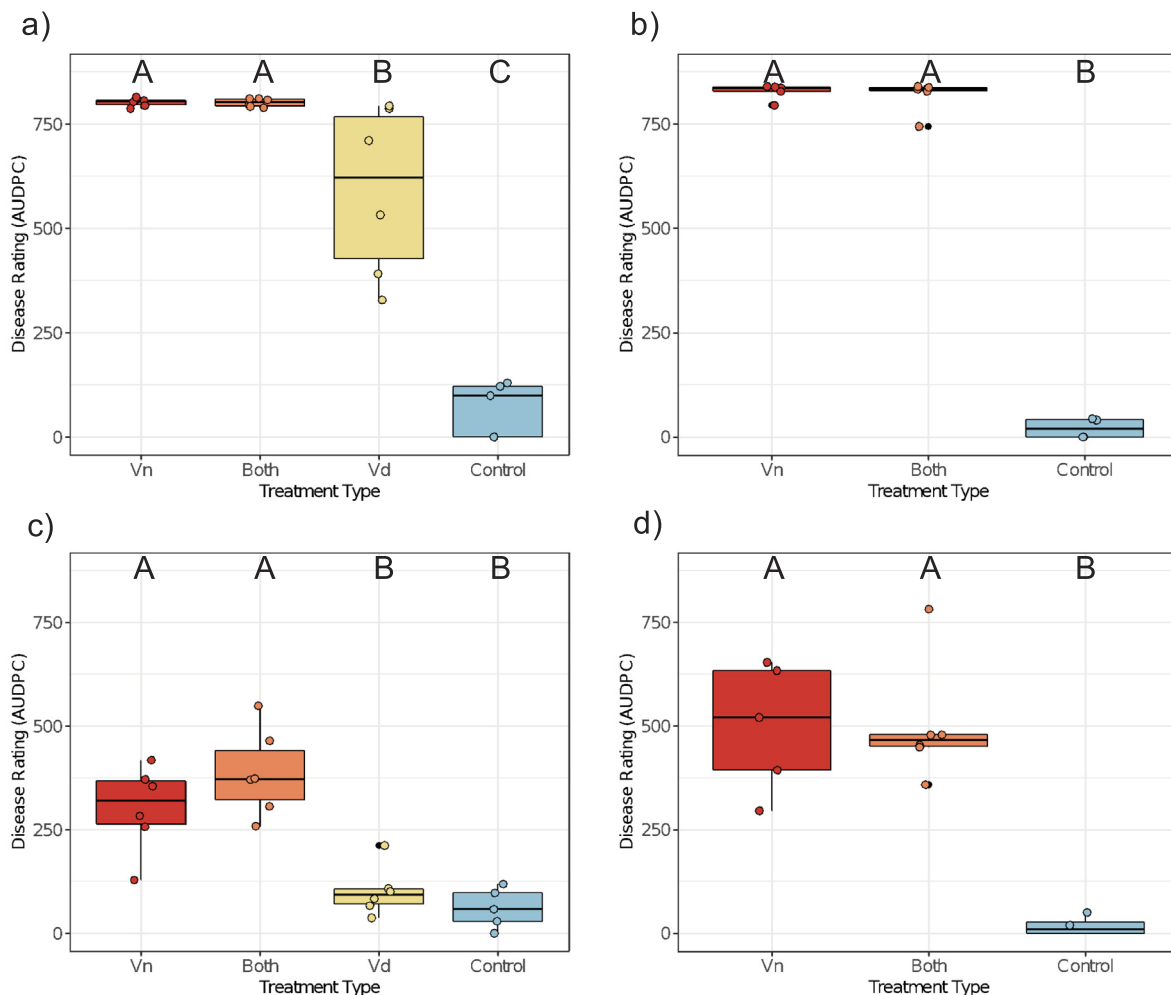 a)
A A B C
Disease Rating (AUDPC)
750
500
250
0
Vn Both Vd Control
Treatment Type
b)
A A B
Disease Rating (AUDPC)
750
500
250
0
Vn Both Control
Treatment Type
c)
A A B B
Disease Rating (AUDPC)
750
500
250
0
Vn Both Vd Control
Treatment Type
d)
A A B
Disease Rating (AUDPC)
750
500
250
0
Vn Both Control
Treatment Type